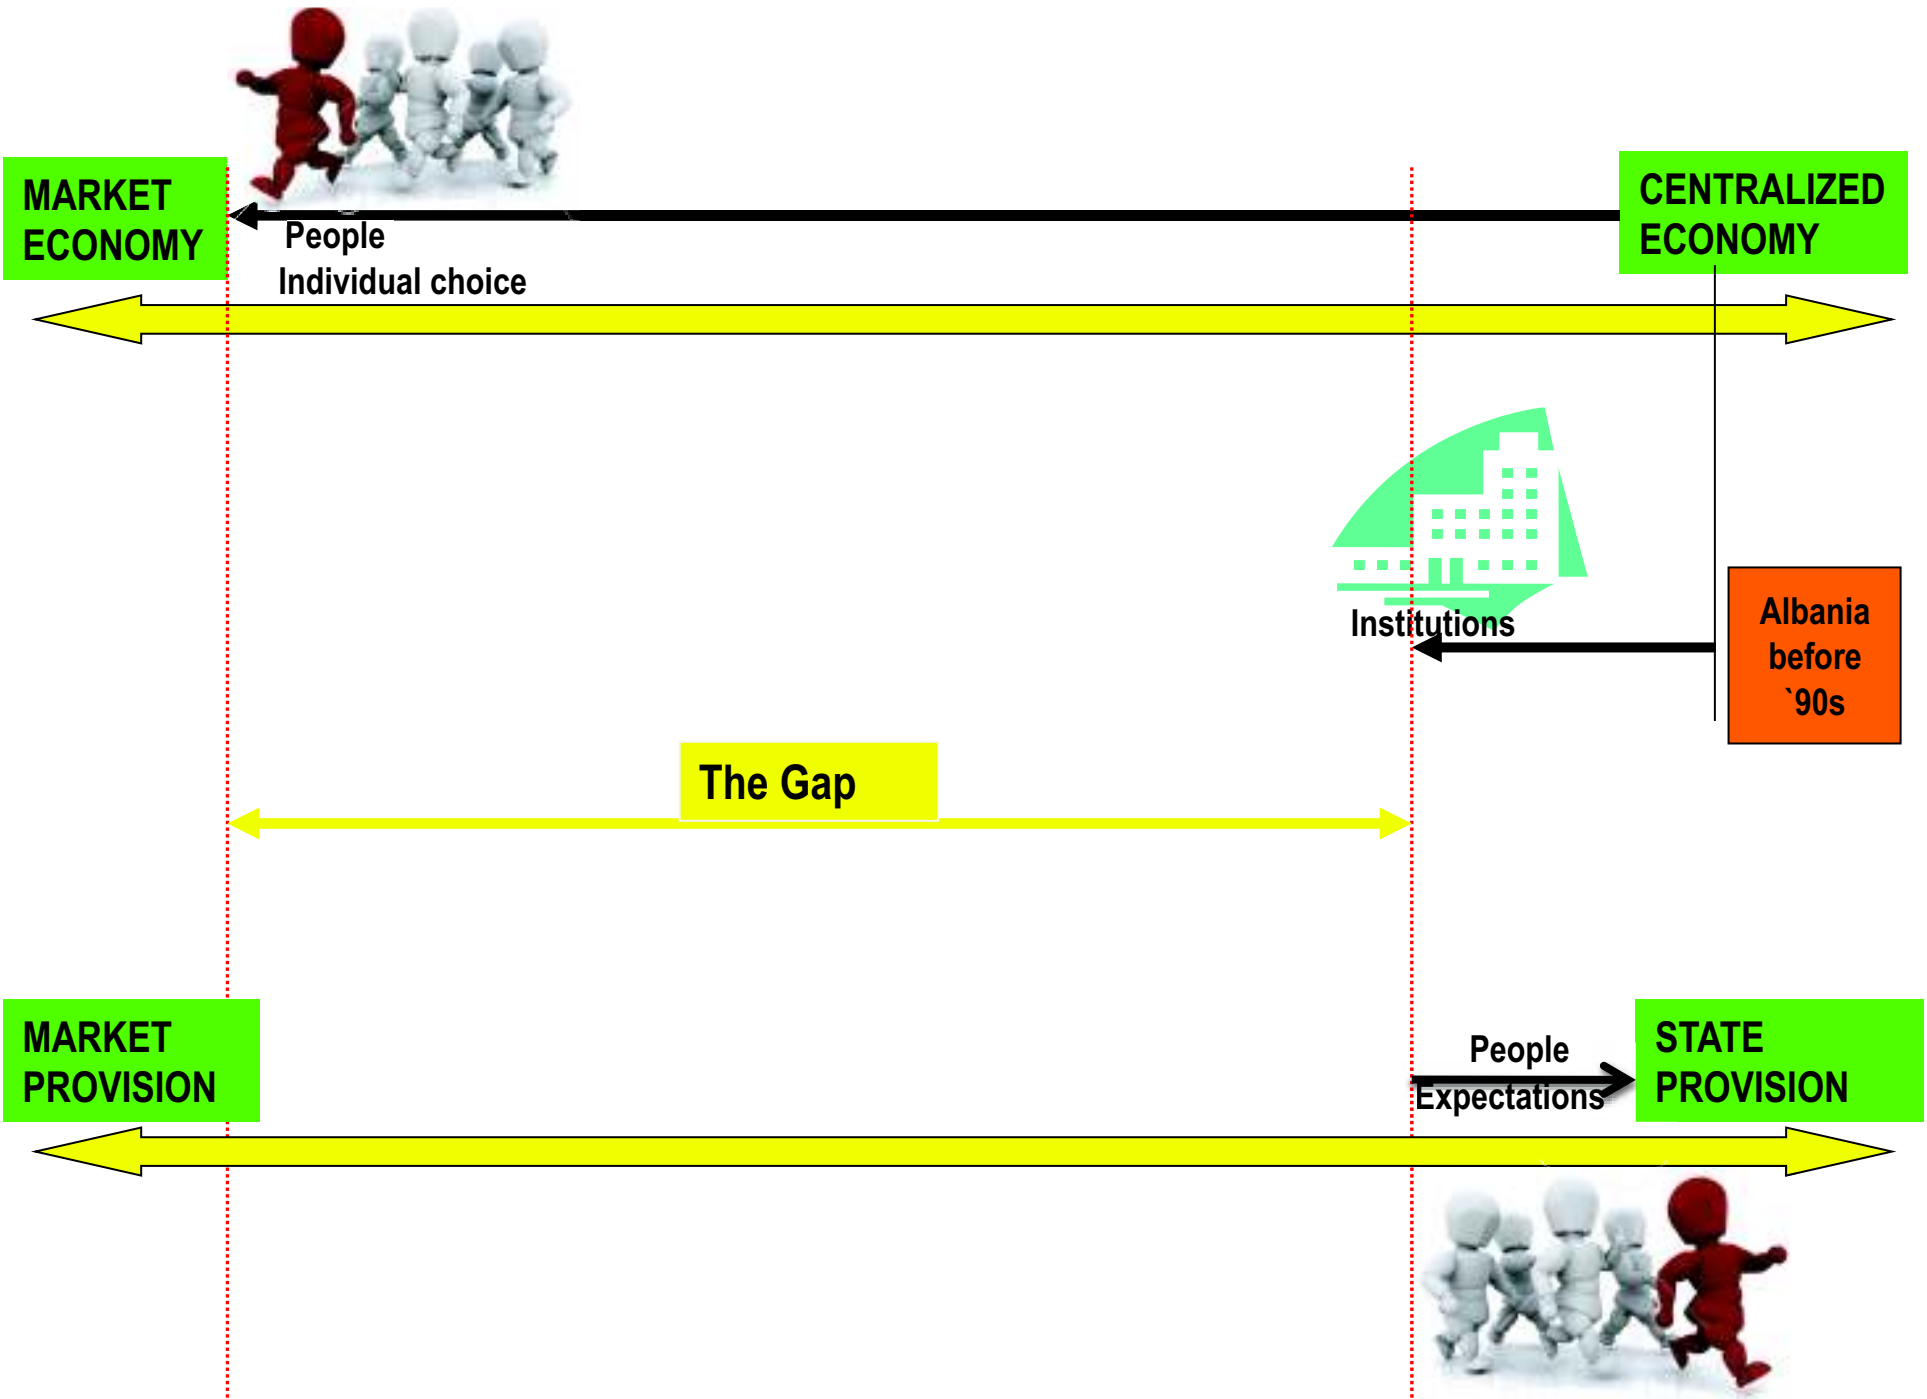 MARKET
ECONOMY
CENTRALIZED
ECONOMY
People
Individual choice
Institutions
Albania
before
`90s
The Gap
MARKET
PROVISION
People
Expectations
STATE
PROVISION